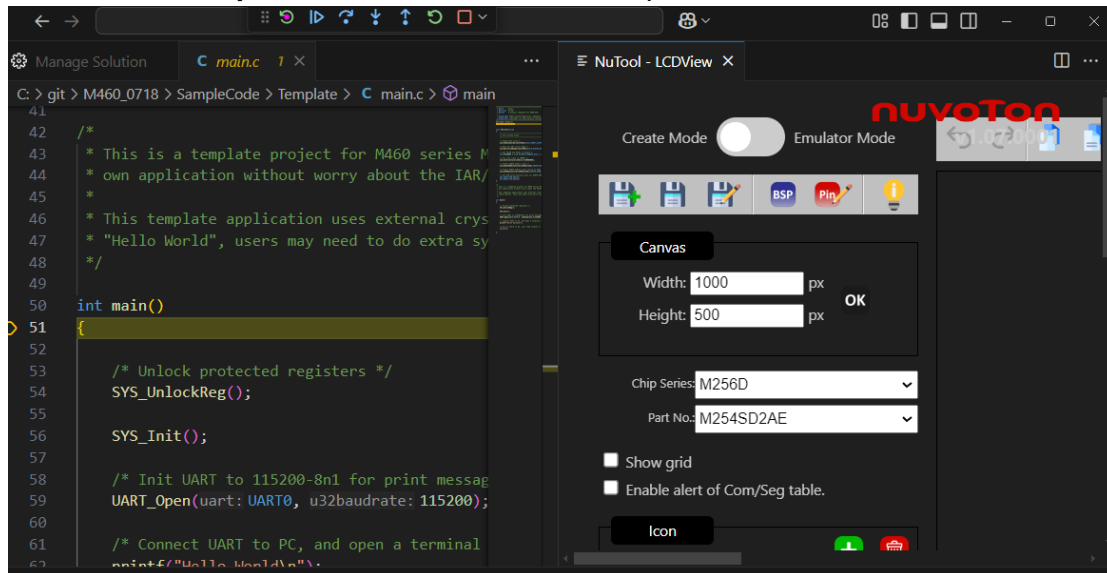 Manage Solution
C main.c 1
NuTool - LCDView
C: > git > M460_0718 > SampleCode > Template > C main.c > main
41
42 /*
43 * This is a template project for M460 series M
44 * own application without worry about the IAR/
45 *
46 * This template application uses external crys
47 * "Hello World", users may need to do extra sy
48 */
49
50 int main()
51 {
52
53 /* Unlock protected registers */
54 SYS_UnlockReg();
55
56 SYS_Init();
57
58 /* Init UART to 115200-8n1 for print messag
59 UART_Open(uart: UART0, u32baudrate: 115200);
60
61 /* Connect UART to PC, and open a terminal
62 printf("Hello World\n");
nuvoTon
Create Mode
Emulator Mode
BSP
Pin
Canvas
Width: 1000 px
Height: 500 px
OK
Chip Series: M256D
Part No.: M254SD2AE
Show grid
Enable alert of Com/Seg table.
Icon